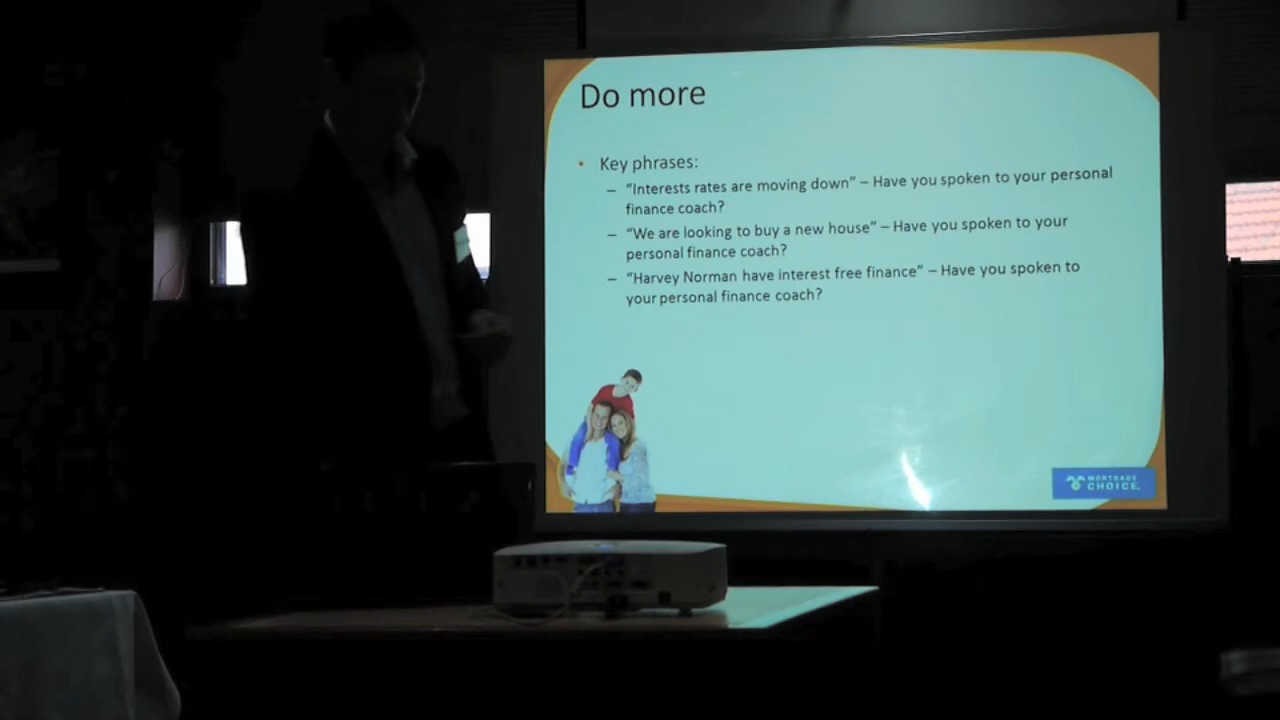 Do more
• Key phrases:
– “Interests rates are moving down” – Have you spoken to your personal
finance coach?
– “We are looking to buy a new house” – Have you spoken to your
personal finance coach?
– “Harvey Norman have interest free finance” – Have you spoken to
your personal finance coach?
MORTGAGE
CHOICE.